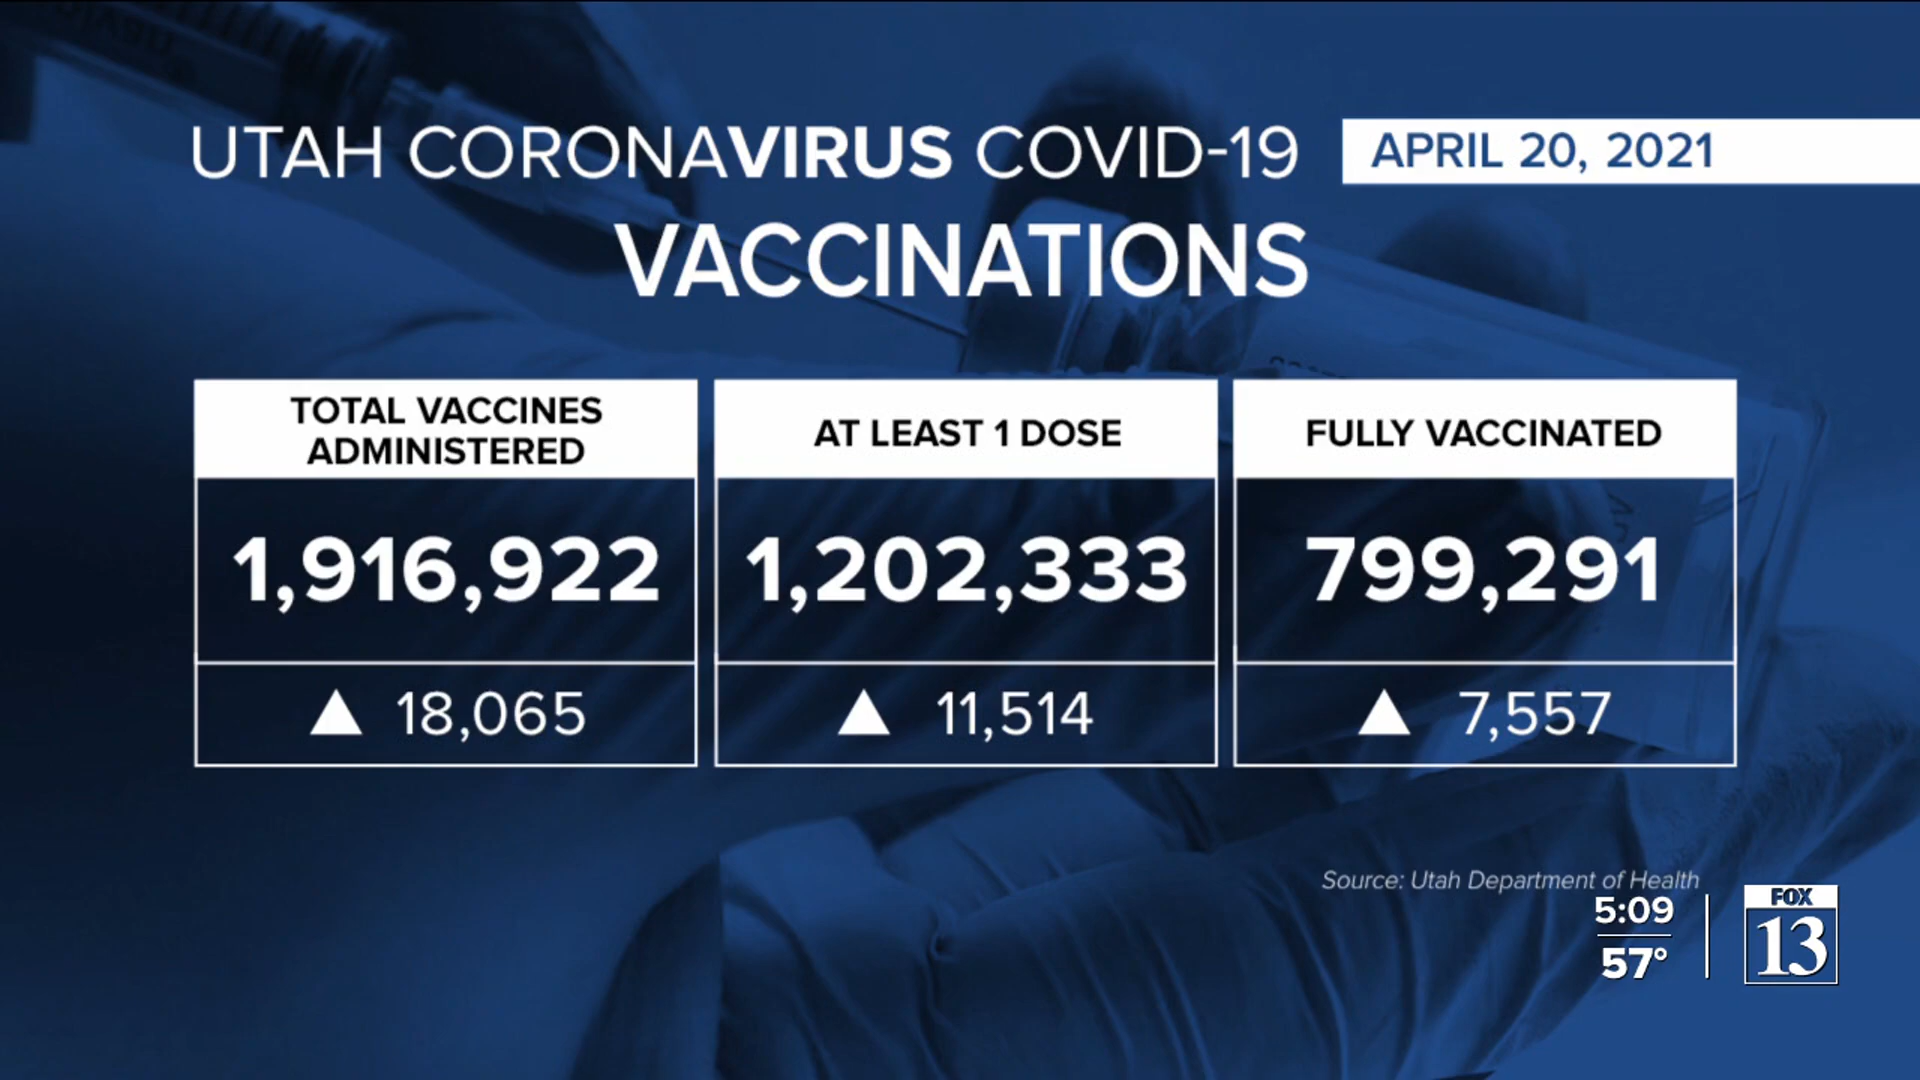 UTAH CORONAVIRUS COVID-19
APRIL 20, 2021
VACCINATIONS
TOTAL VACCINES
ADMINISTERED
1,916,922
▲ 18,065
AT LEAST 1 DOSE
1,202,333
▲ 11,514
FULLY VACCINATED
799,291
▲ 7,557
Source: Utah Department of Health
5:09
57°
FOX
13